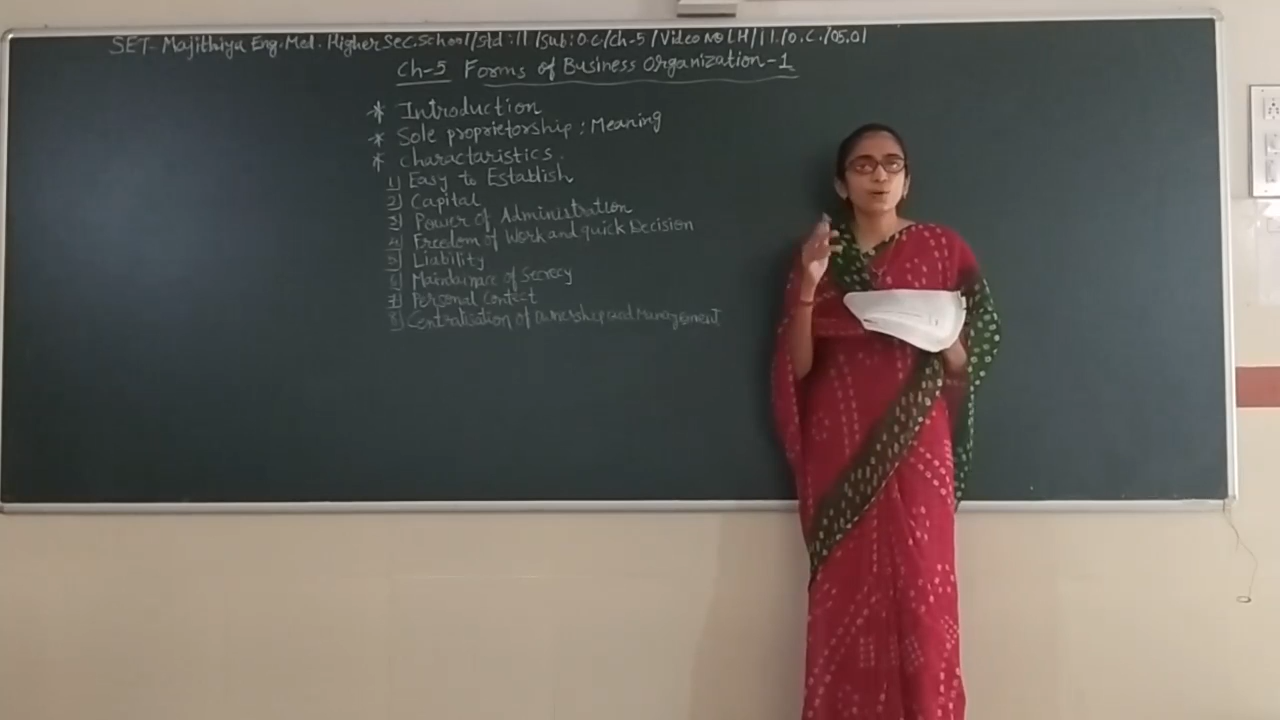 SET-Majithiya Eng.Med. Higher Sec.School/Std:11/Sub:O.C/Ch-5/Video No LH/11/O.C./05.01
Ch-5 Forms of Business Organization-1
* Introduction
* Sole proprietorship : Meaning
* Charactaristics.
1) Easy to Establish
2) Capital
3) Power of Administration
4) Freedom of Work and quick Decision
5) Liability
6) Maintainace of Secrecy
7) Personal Contect
8) Centralisation of Ownership and Management